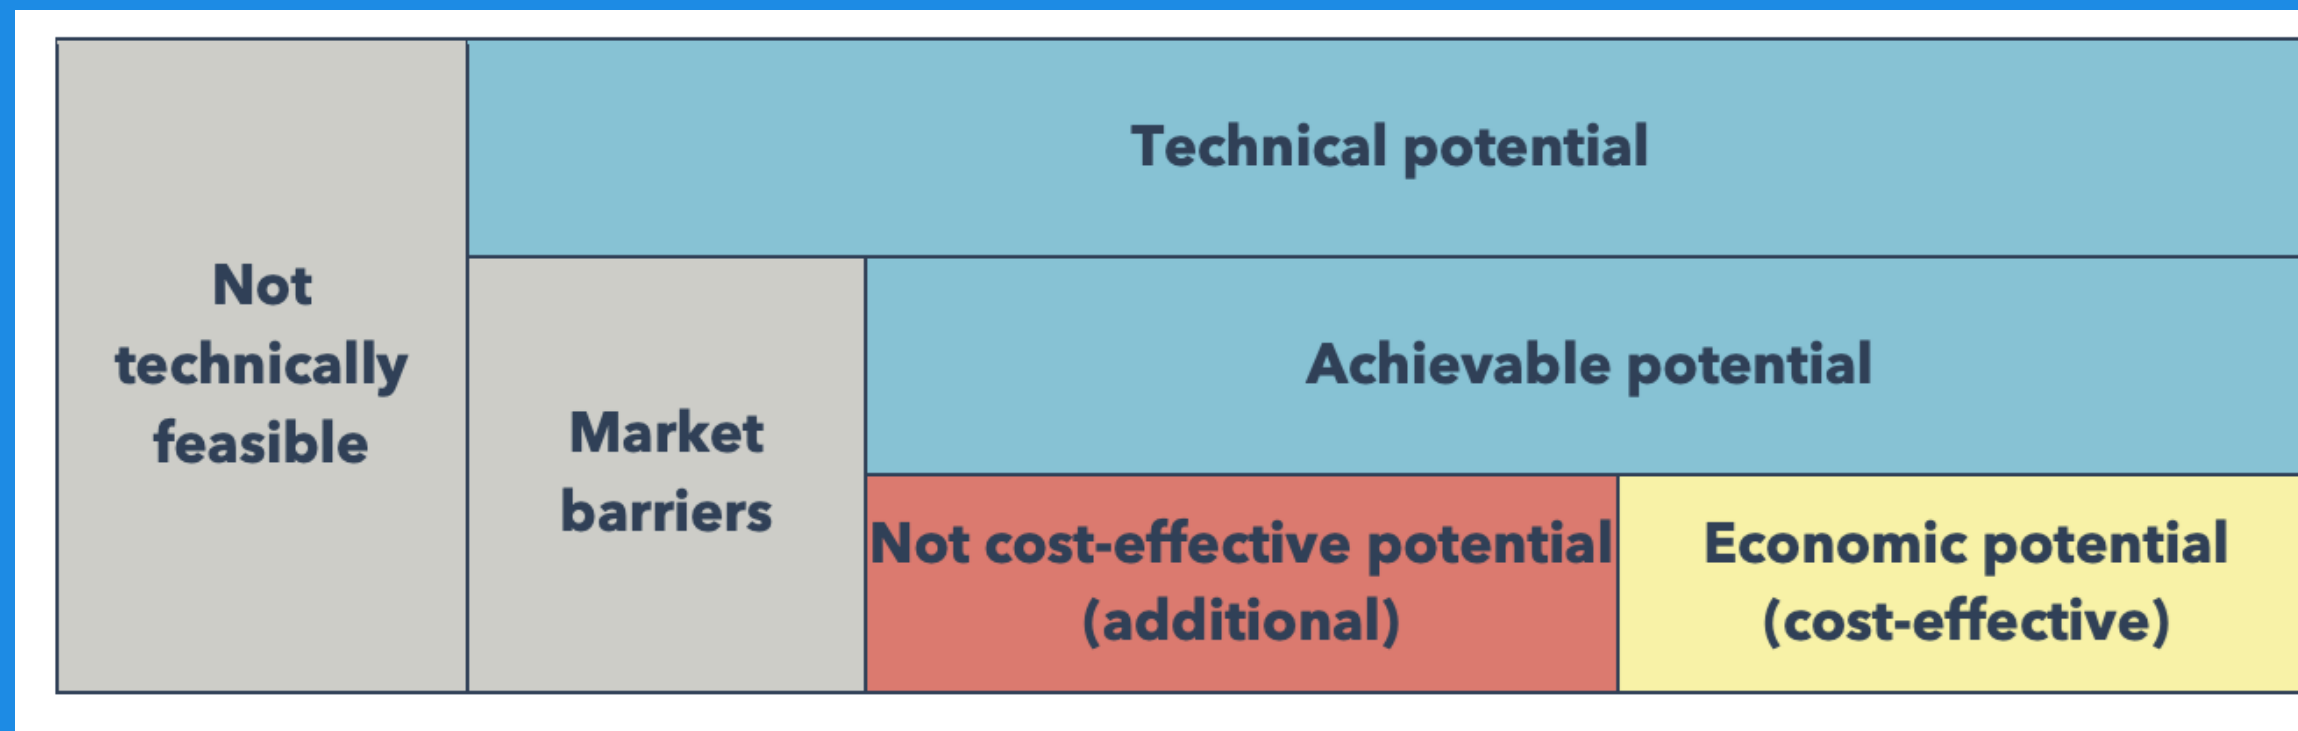 Technical potential
Not
technically
feasible
Achievable potential
Market
barriers
Not cost-effective potential
(additional)
Economic potential
(cost-effective)